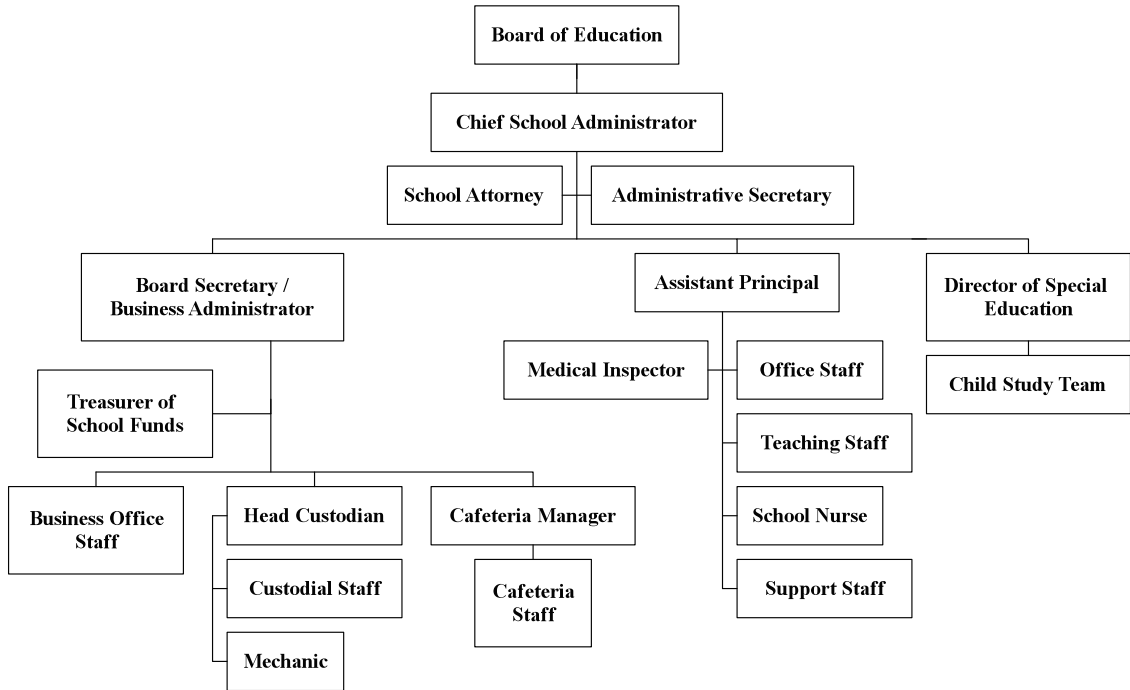 Board of Education
Chief School Administrator
School Attorney
Administrative Secretary
Board Secretary /
Business Administrator
Assistant Principal
Director of Special
Education
Medical Inspector
Office Staff
Child Study Team
Treasurer of
School Funds
Teaching Staff
Business Office
Staff
Head Custodian
Cafeteria Manager
School Nurse
Custodial Staff
Cafeteria
Staff
Support Staff
Mechanic